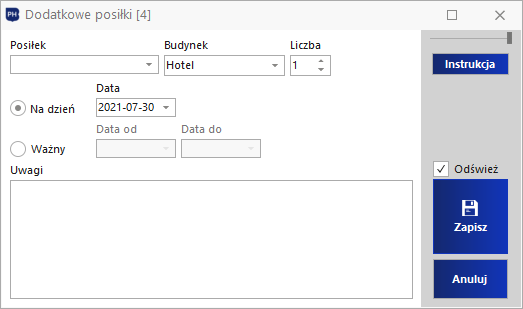 PH Dodatkowe posiłki [4]
Posiłek Budynek Liczba
Hotel 1
Instrukcja
Data
Na dzień 2021-07-30
Data od Data do
Ważny
Uwagi
Odśwież
Zapisz
Anuluj